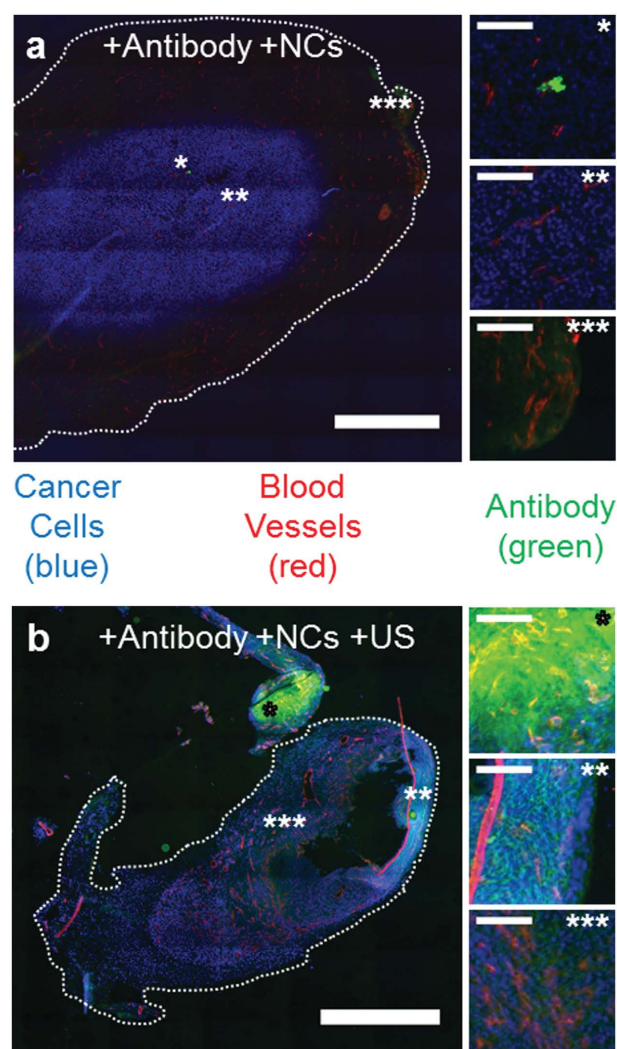 a +Antibody +NCs
*
**
***
*
**
***
Cancer
Cells
(blue)
Blood
Vessels
(red)
Antibody
(green)
b +Antibody +NCs +US
*
**
***
*
**
***